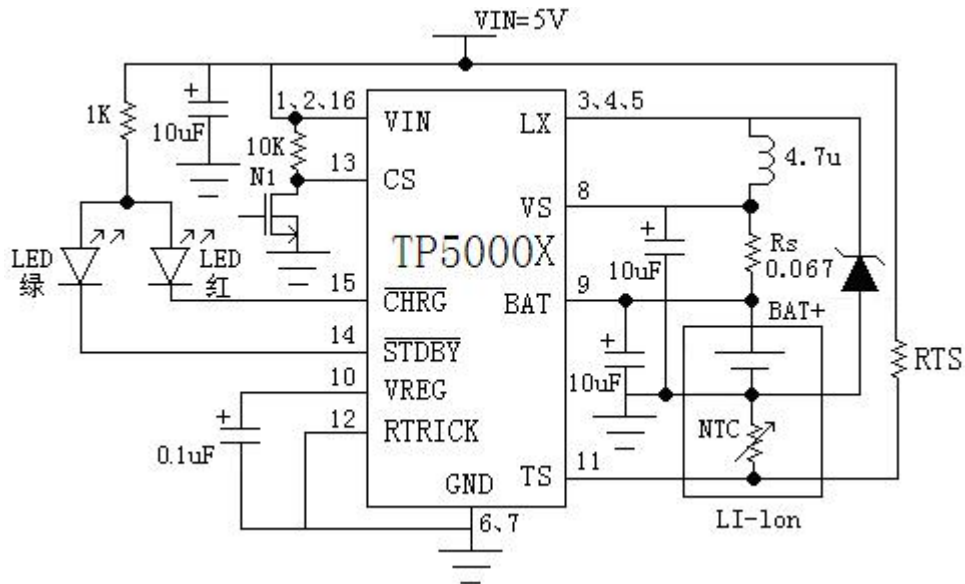 VIN=5V
1K
+
10uF
1、2、16
VIN
10K
13
CS
N1
3、4、5
LX
4.7u
8
VS
TP5000X
+
10uF
Rs
0.067
LED
绿
LED
红
15
CHRG
9
BAT
BAT+
14
STDBY
+
10uF
RTS
10
VREG
+
0.1uF
12
RTRICK
NTC
11
TS
GND
6、7
LI-lon